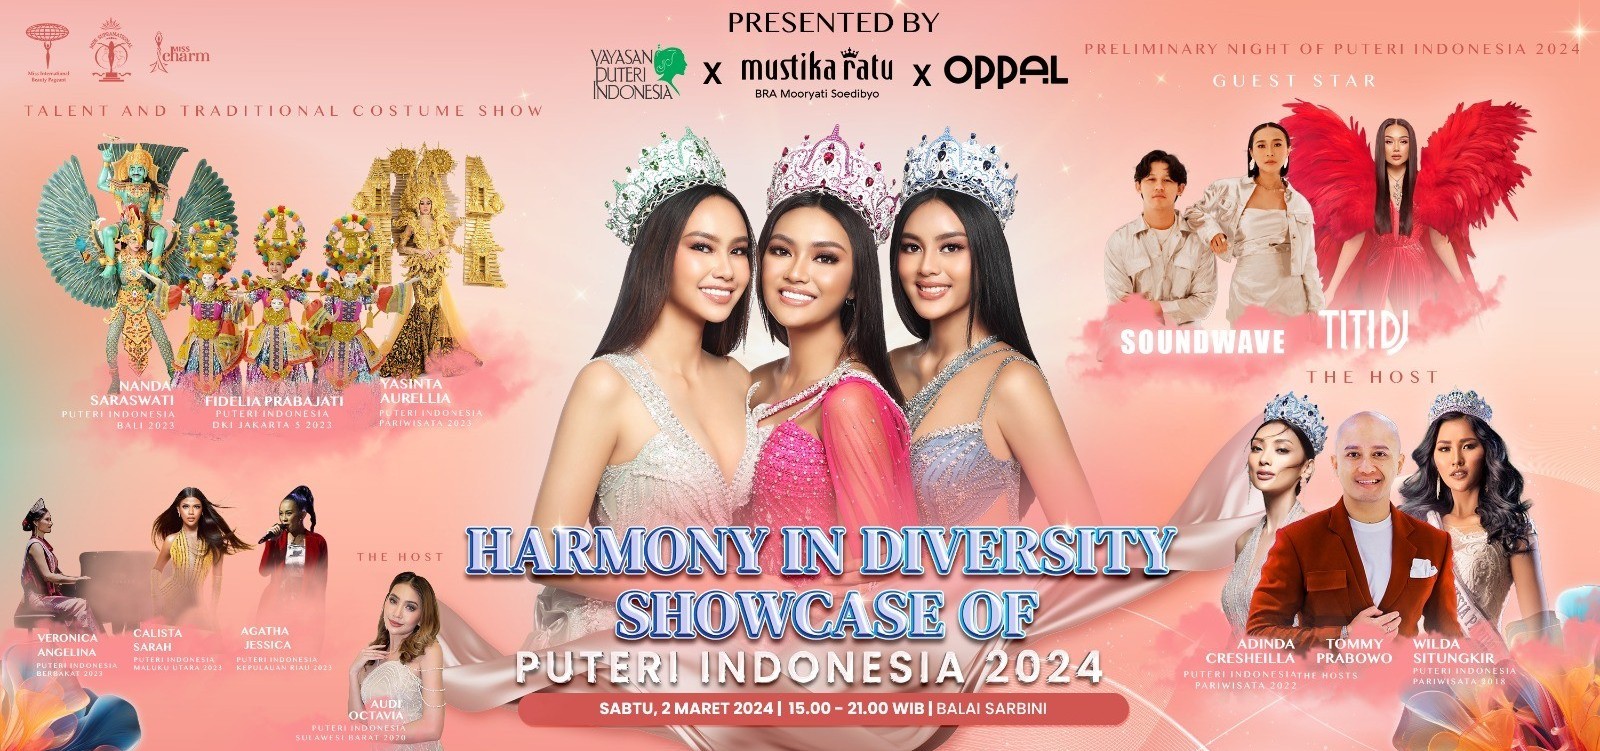 PRESENTED BY
YAYASAN
PUTERI
INDONESIA
X
mustika ratu
BRA Mooryati Soedibyo
X
OPPAL
Miss International
Beauty Pageant
MISS SUPRANATIONAL
MISS
charm
TALENT AND TRADITIONAL COSTUME SHOW
NANDA
SARASWATI
PUTERI INDONESIA
BALI 2023
FIDELIA PRABAJATI
PUTERI INDONESIA
DKI JAKARTA 5 2023
YASINTA
AURELLIA
PUTERI INDONESIA
PARIWISATA 2023
VERONICA
ANGELINA
PUTERI INDONESIA
BERBAKAT 2023
CALISTA
SARAH
PUTERI INDONESIA
MALUKU UTARA 2023
AGATHA
JESSICA
PUTERI INDONESIA
KEPULAUAN RIAU 2023
THE HOST
AUDI
OCTAVIA
PUTERI INDONESIA
SULAWESI BARAT 2020
PRELIMINARY NIGHT OF PUTERI INDONESIA 2024
GUEST STAR
SOUNDWAVE
TITI DJ
THE HOST
ADINDA
CRESHEILLA
PUTERI INDONESIA
PARIWISATA 2022
TOMMY
PRABOWO
THE HOSTS
WILDA
SITUNGKIR
PUTERI INDONESIA
PARIWISATA 2018
HARMONY IN DIVERSITY
SHOWCASE OF
PUTERI INDONESIA 2024
SABTU, 2 MARET 2024 | 15.00 - 21.00 WIB | BALAI SARBINI